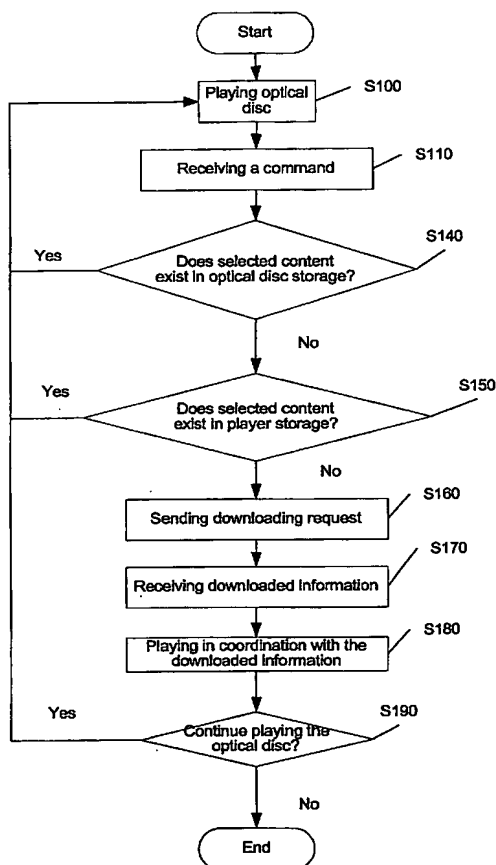 Start
Playing optical
disc
S100
Receiving a command
S110
Does selected content
exist in optical disc storage?
S140
Yes
No
Does selected content
exist in player storage?
S150
Yes
No
Sending downloading request
S160
Receiving downloaded information
S170
Playing in coordination with the
downloaded information
S180
Continue playing the
optical disc?
S190
Yes
No
End